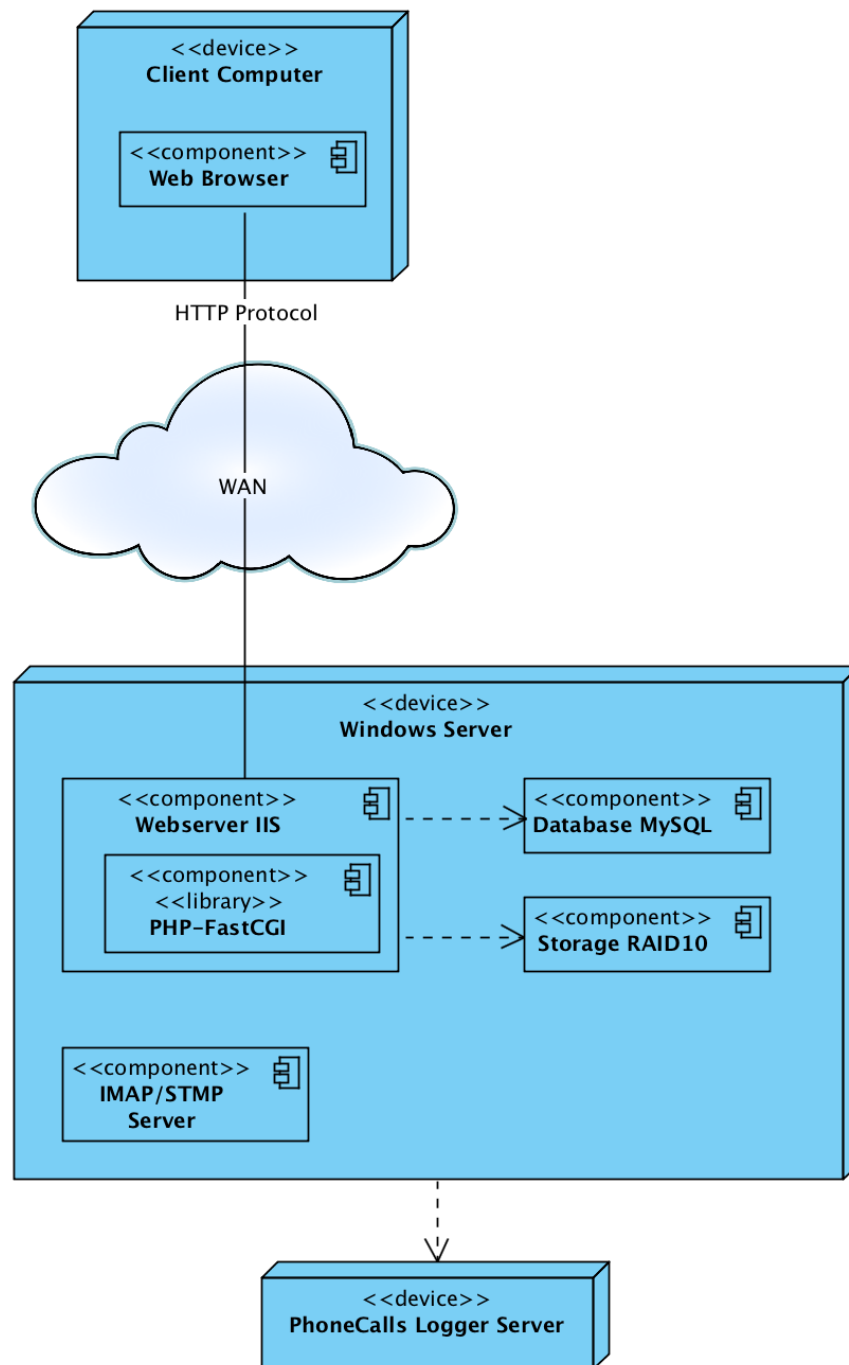 <<device>>
Client Computer
<<component>>
Web Browser
HTTP Protocol
WAN
<<device>>
Windows Server
<<component>>
Webserver IIS
<<component>>
<<library>>
PHP-FastCGI
<<component>>
Database MySQL
<<component>>
Storage RAID10
<<component>>
IMAP/STMP
Server
<<device>>
PhoneCalls Logger Server